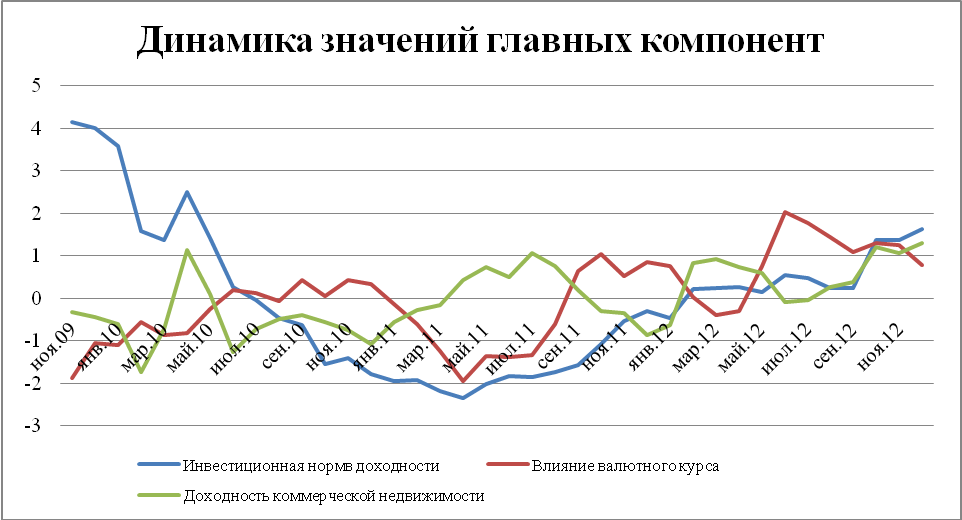 Динамика значений главных компонент
5
4
3
2
1
0
-1
-2
-3
ноя.09
янв.10
мар.10
май.10
июл.10
сен.10
ноя.10
янв.11
мар.11
май.11
июл.11
сен.11
ноя.11
янв.12
мар.12
май.12
июл.12
сен.12
ноя.12
Инвестиционная нормв доходности
Влияние валютного курса
Доходность коммерческой недвижимости